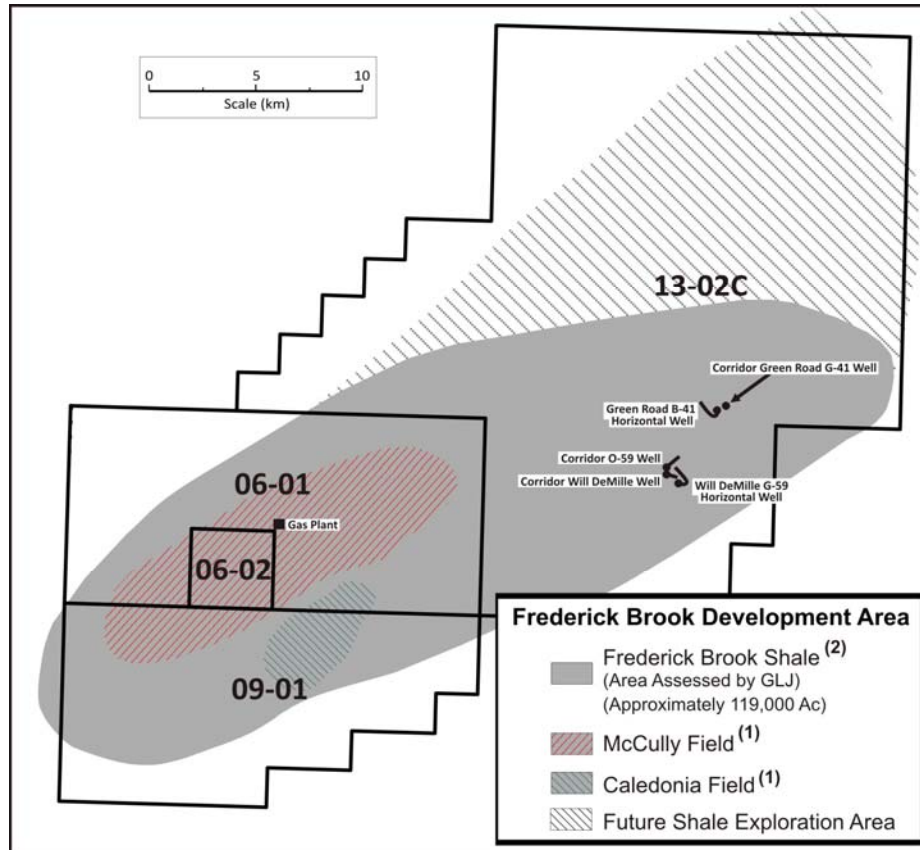 0 5 10
Scale (km)
13-02C
Corridor Green Road G-41 Well
Green Road B-41
Horizontal Well
Corridor O-59 Well
Corridor Will DeMille Well
Will DeMille G-59
Horizontal Well
06-01
Gas Plant
06-02
09-01
Frederick Brook Development Area
Frederick Brook Shale (2)
(Area Assessed by GLJ)
(Approximately 119,000 Ac)
McCully Field (1)
Caledonia Field (1)
Future Shale Exploration Area